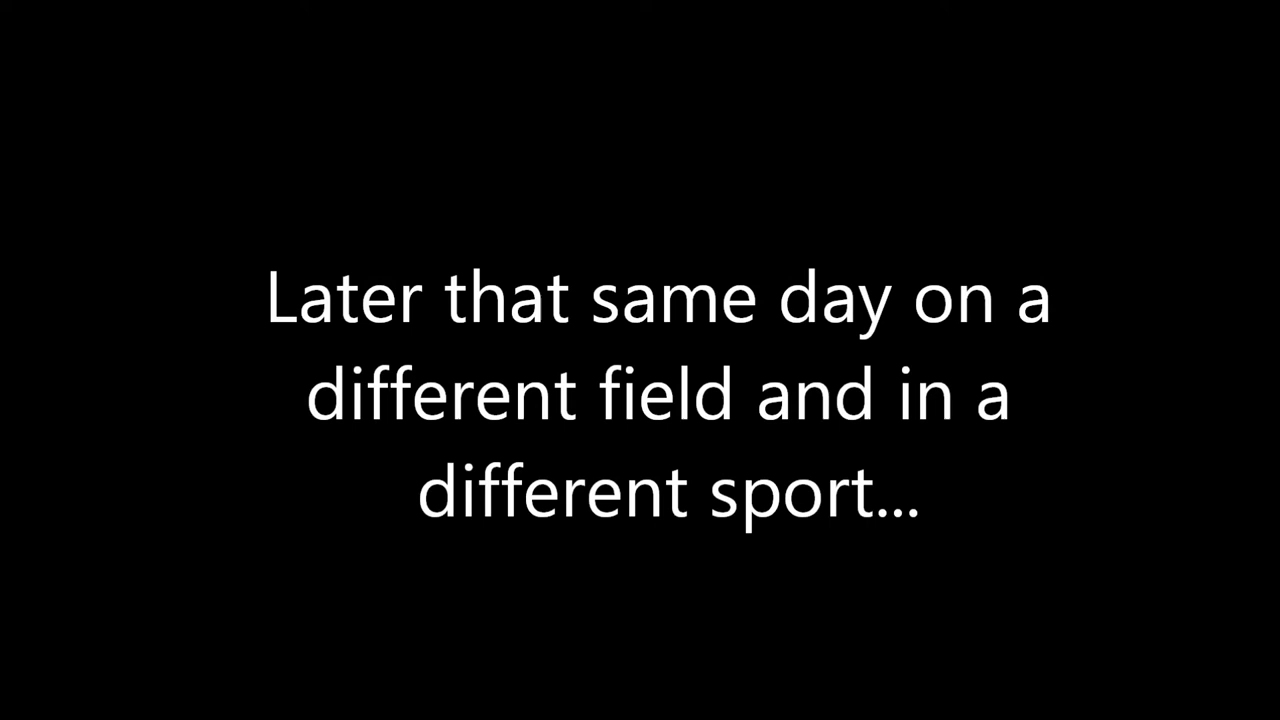 Later that same day on a
different field and in a
different sport...